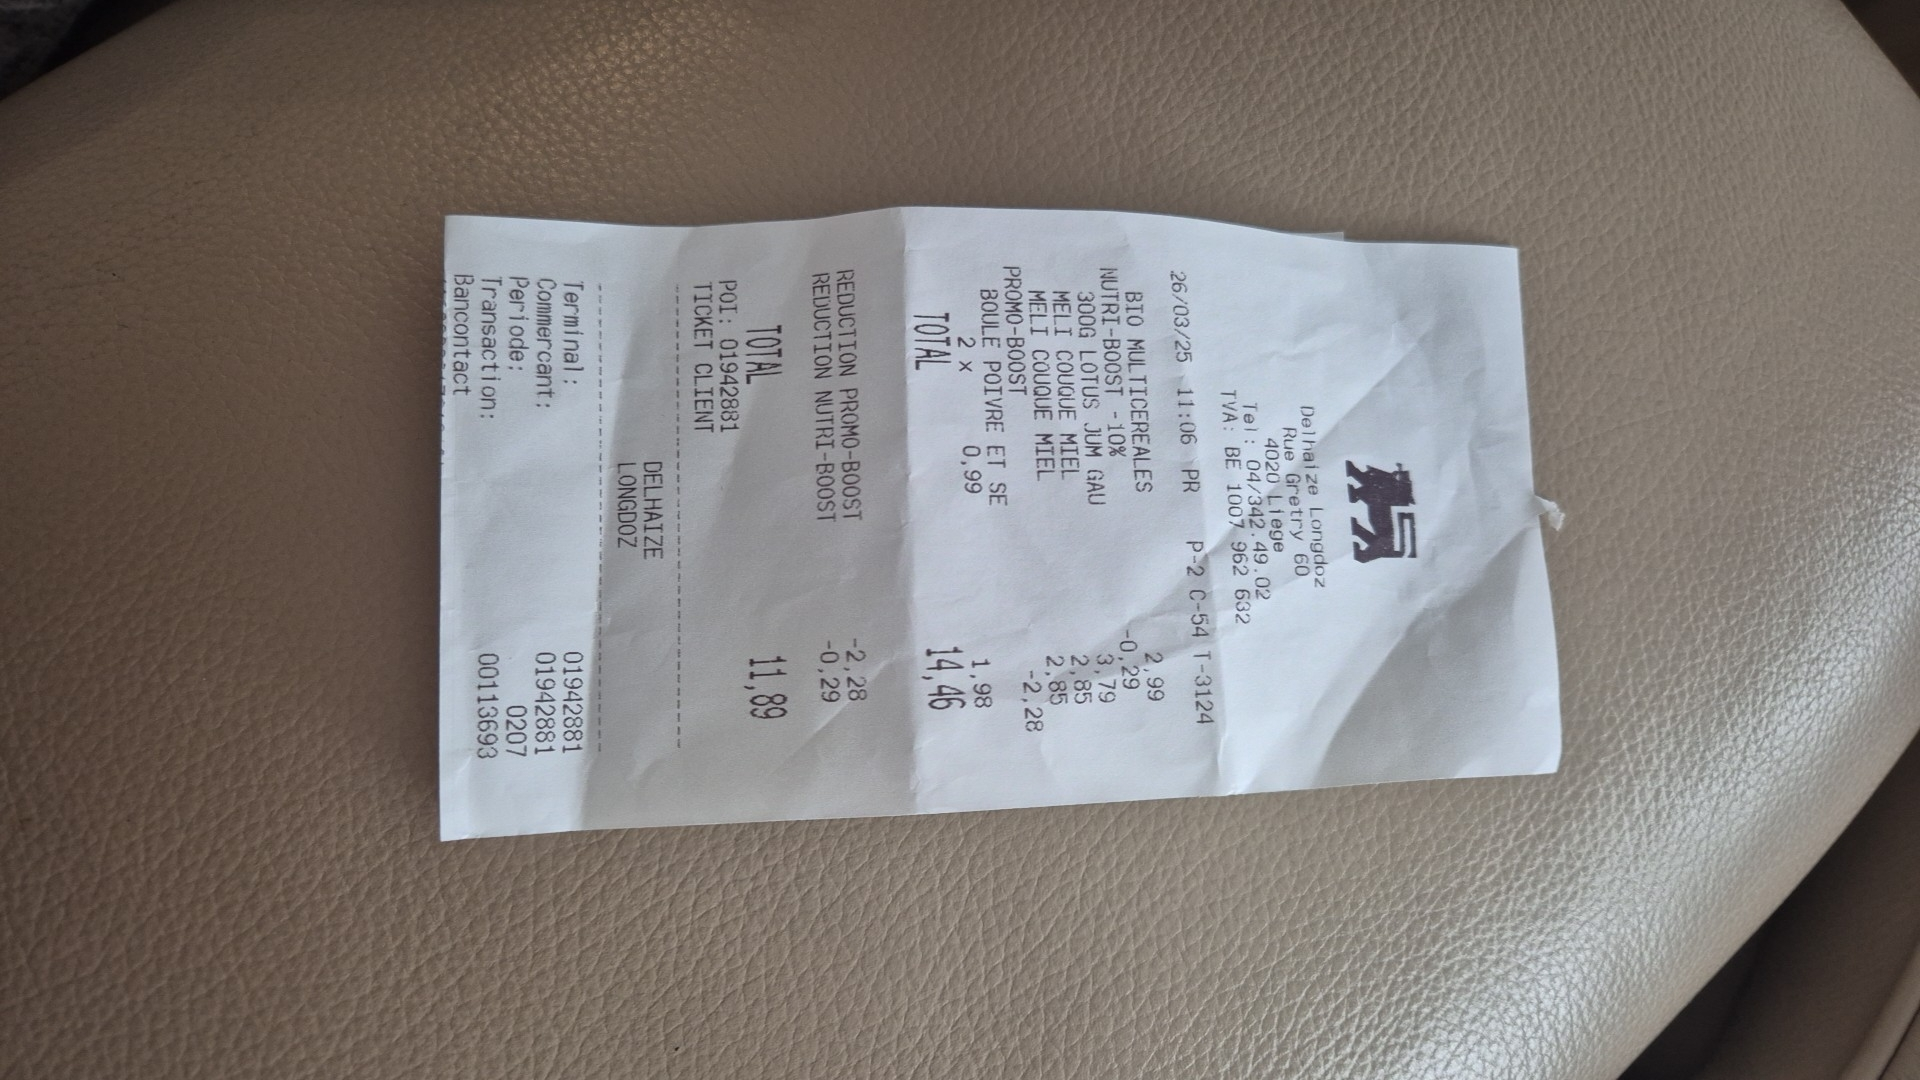 Delhaize Longdoz
Rue Gretry 60
4020 Liege
Tel: 04/342.49.02
TVA: BE 1007 962 632
26/03/25 11:06 PR P-2 C-54 T-3124
BIO MULTICEREALES 2,99
NUTRI-BOOST -10% -0,29
300G LOTUS JUM GAU 3,79
MELI COUQUE MIEL 2,85
MELI COUQUE MIEL 2,85
PROMO-BOOST -2,28
BOULE POIVRE ET SE
2 x 0,99 1,98
TOTAL 14,46
REDUCTION PROMO-BOOST -2,28
REDUCTION NUTRI-BOOST -0,29
TOTAL 11,89
POI: 01942881
TICKET CLIENT
DELHAIZE
LONGDOZ
Terminal: 01942881
Commercant: 01942881
Periode: 0207
Transaction: 00113693
Bancontact